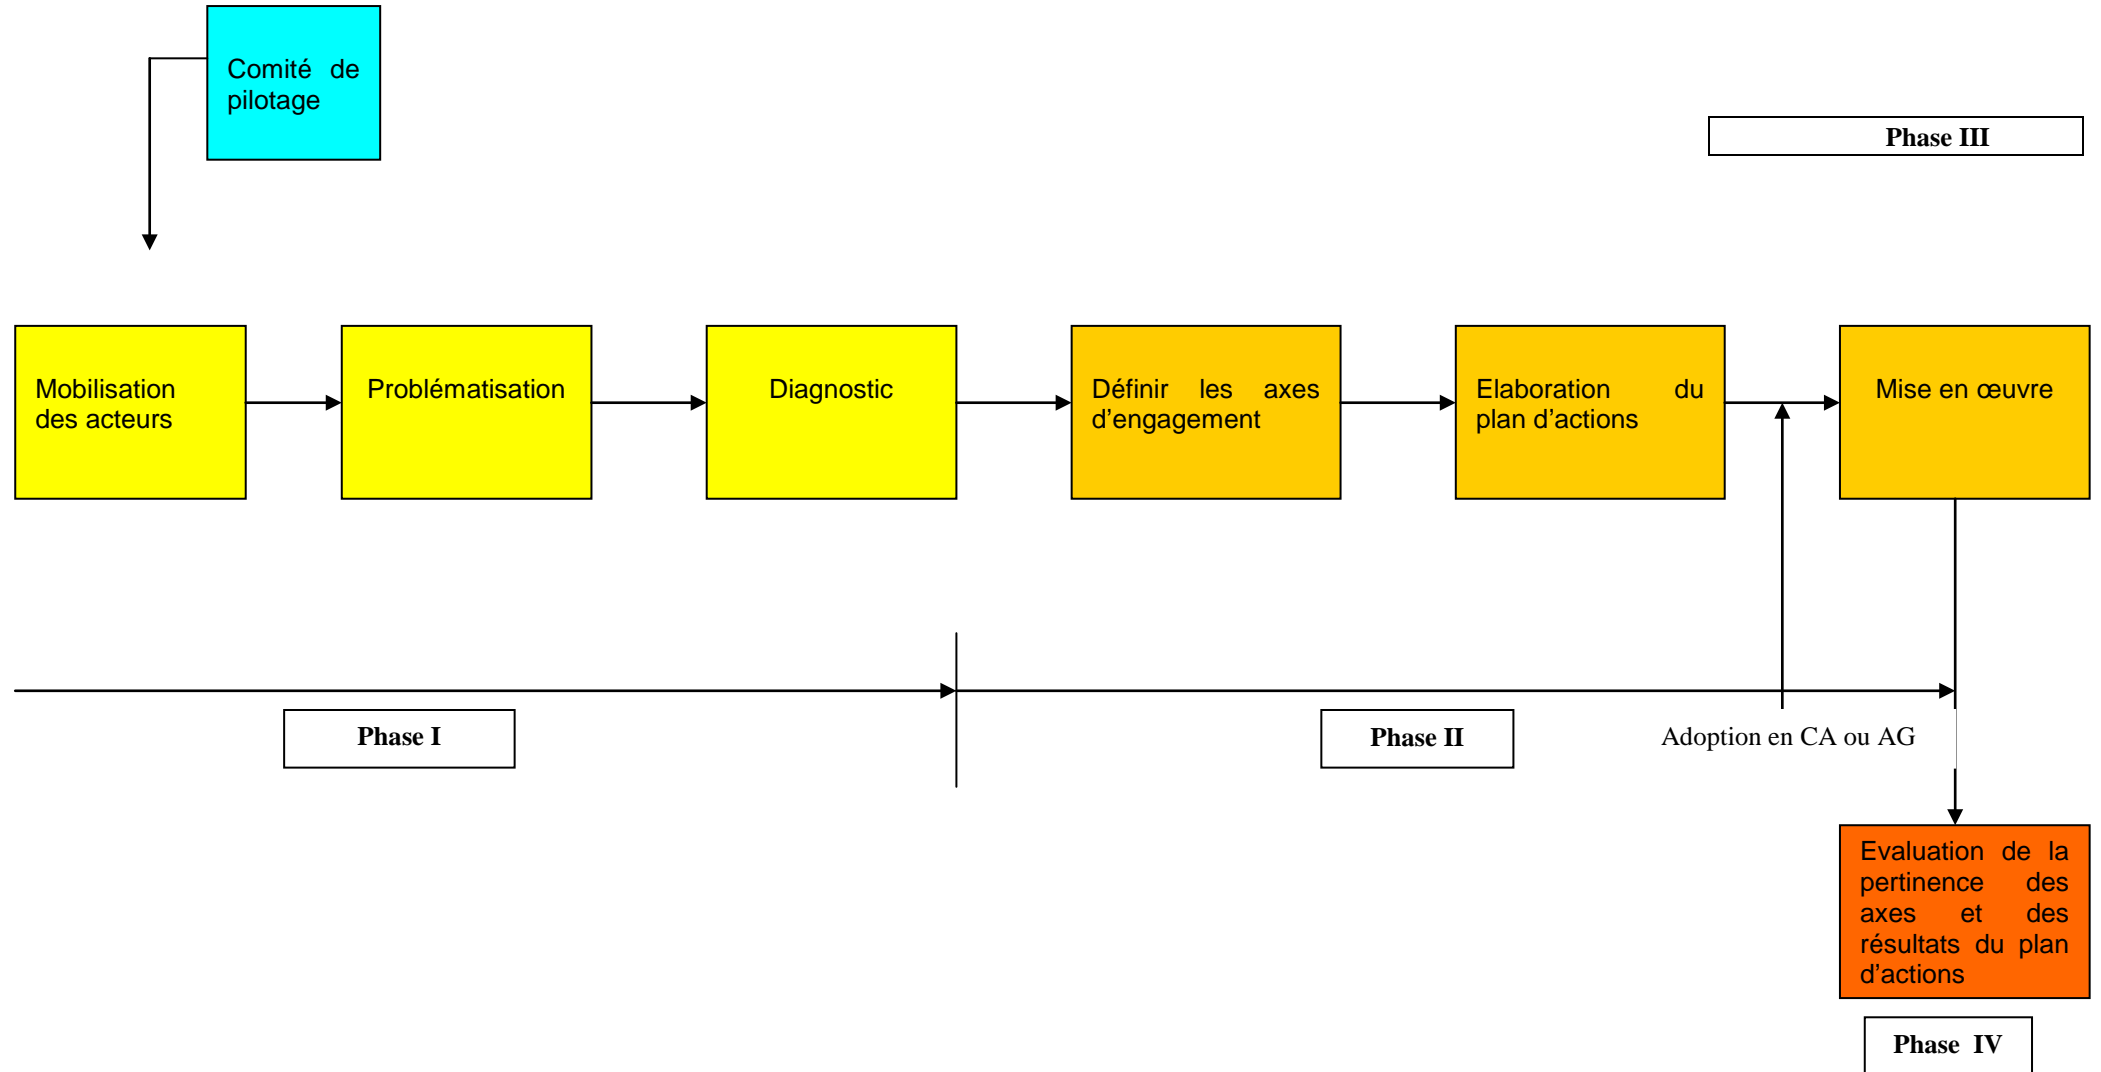 Comité de
pilotage
Phase III
Mobilisation
des acteurs
Problématisation
Diagnostic
Définir les axes
d’engagement
Elaboration du
plan d’actions
Mise en œuvre
Phase I
Phase II
Adoption en CA ou AG
Evaluation de la
pertinence des
axes et des
résultats du plan
d’actions
Phase IV